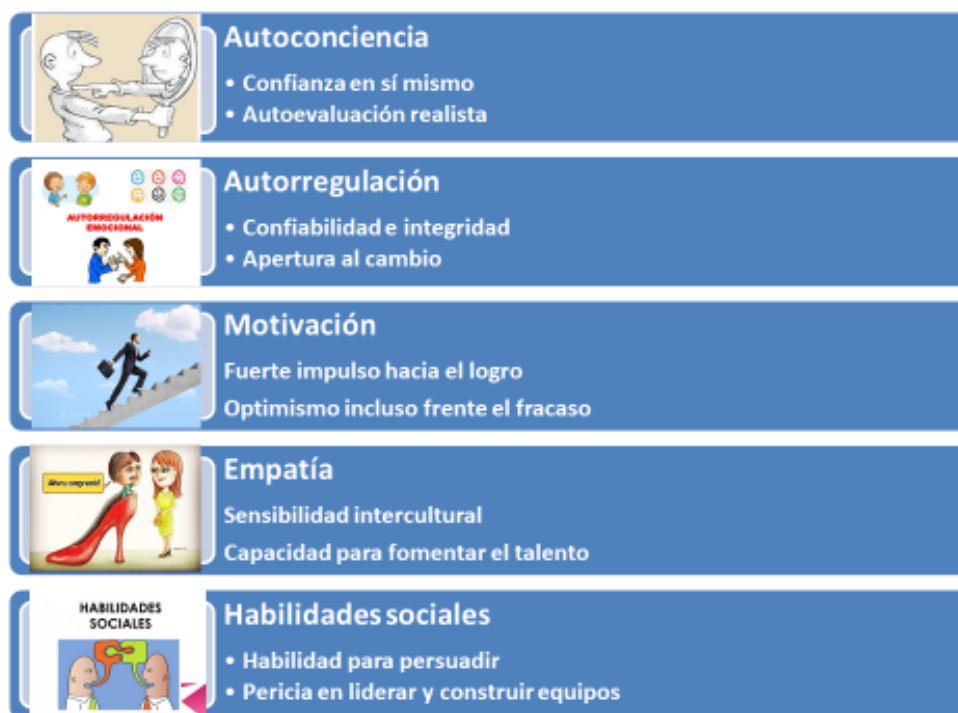 Autoconciencia
• Confianza en sí mismo
• Autoevaluación realista
AUTORREGULACIÓN
EMOCIONAL
Autorregulación
• Confiabilidad e integridad
• Apertura al cambio
Motivación
Fuerte impulso hacia el logro
Optimismo incluso frente el fracaso
Empatía
Sensibilidad intercultural
Capacidad para fomentar el talento
HABILIDADES
SOCIALES
Habilidades sociales
• Habilidad para persuadir
• Pericia en liderar y construir equipos